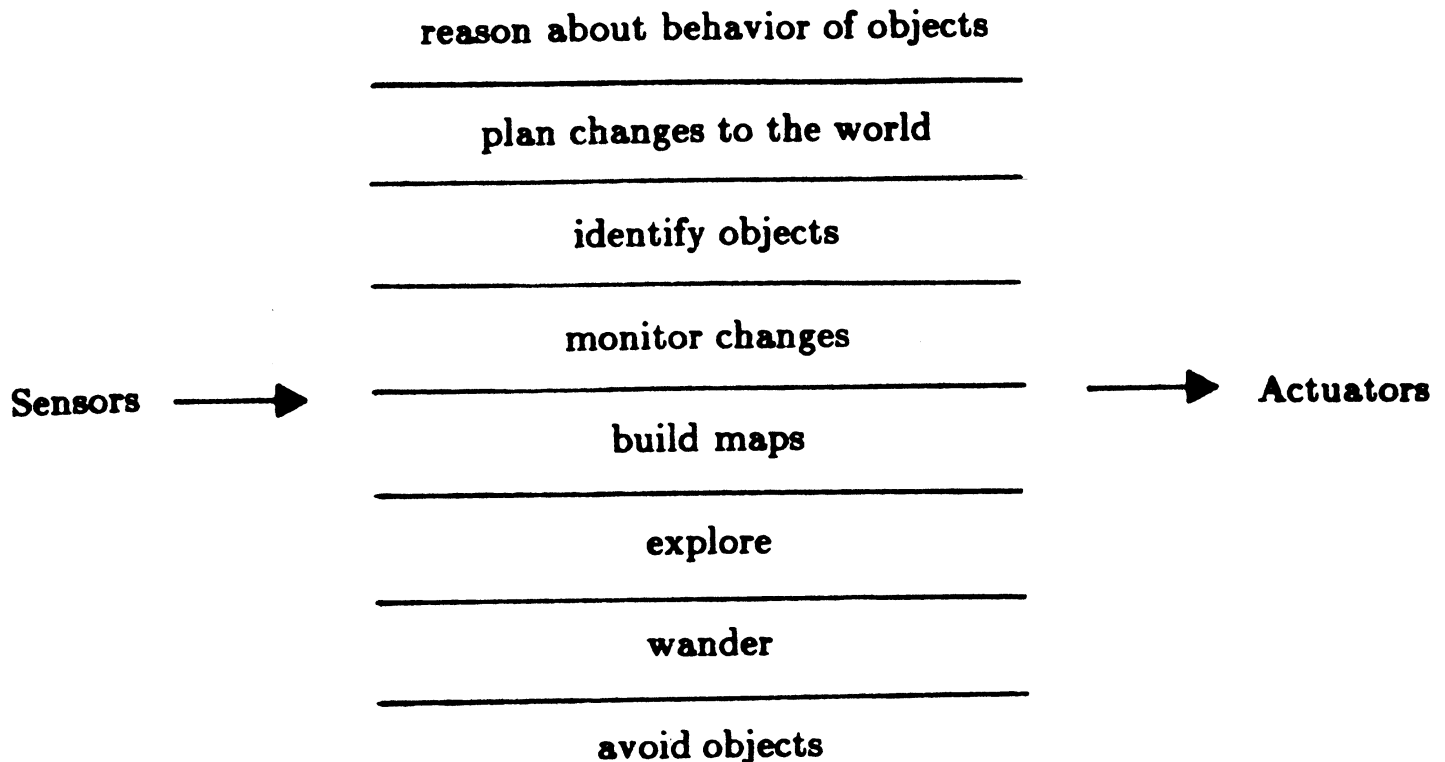 reason about behavior of objects
plan changes to the world
identify objects
monitor changes
Sensors
Actuators
build maps
explore
wander
avoid objects